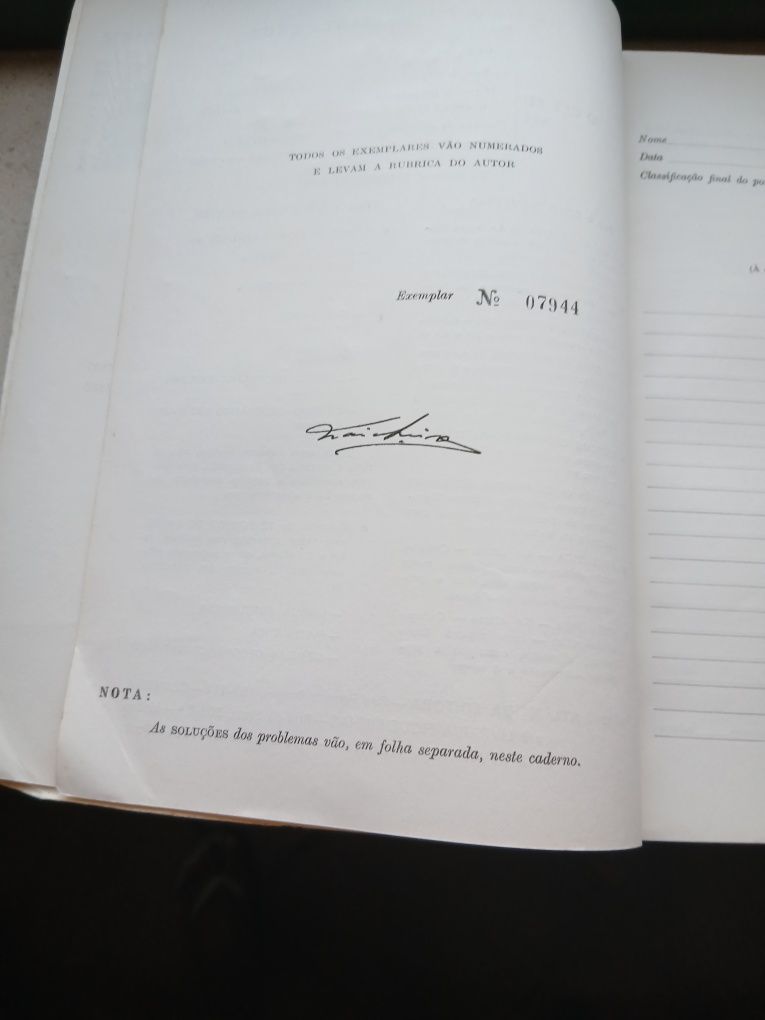 TODOS OS EXEMPLARES VÃO NUMERADOS
E LEVAM A RUBRICA DO AUTOR
Exemplar Nº 07944
NOTA:
As SOLUÇÕES dos problemas vão, em folha separada, neste caderno.
Nome
Data
Classificação final do
(A